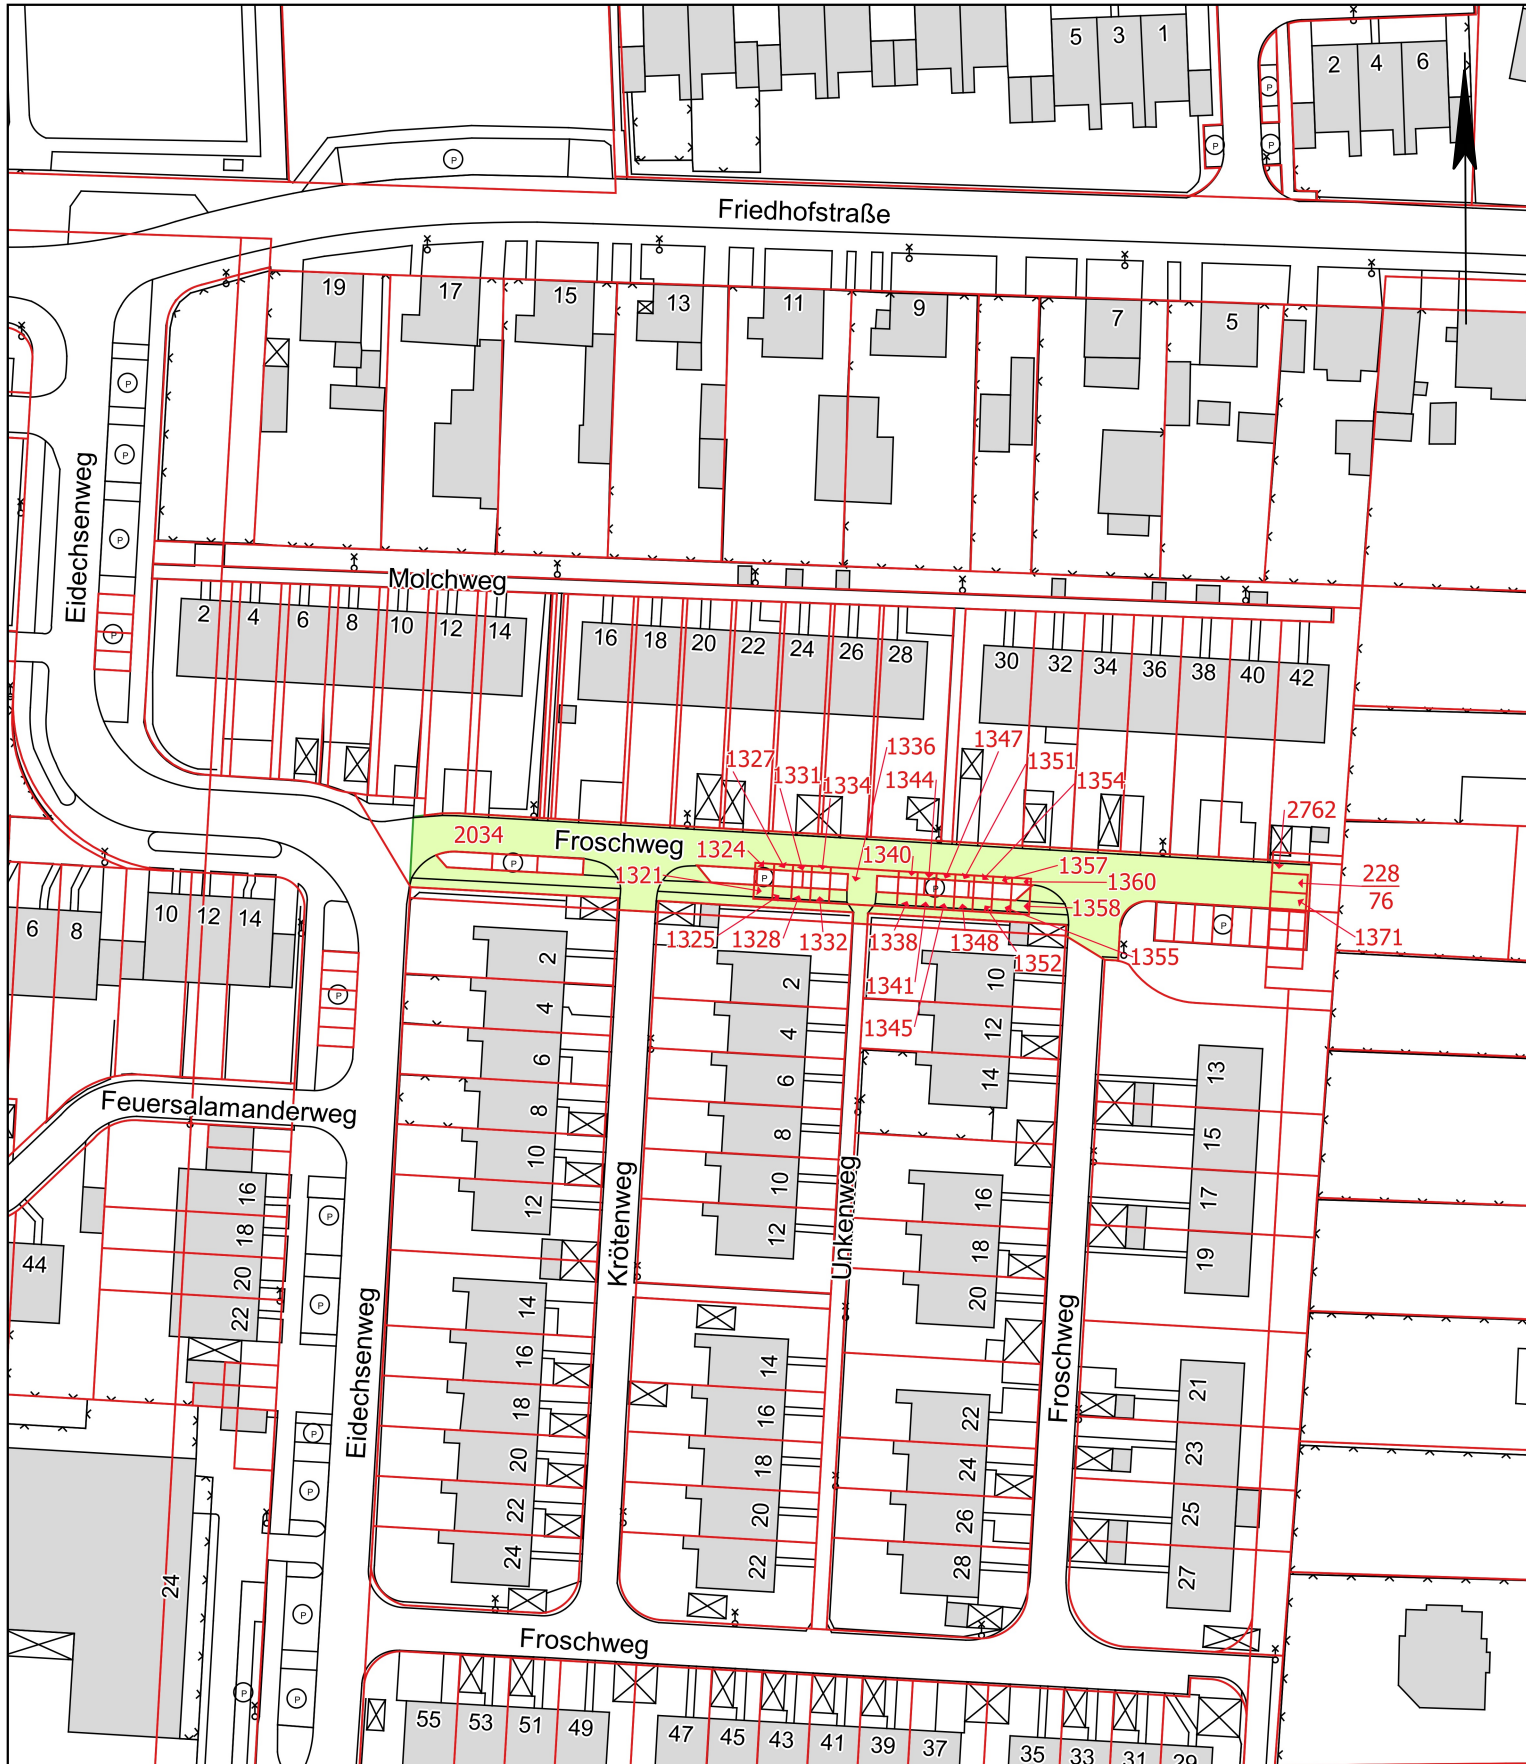 5 3 1
2 4 6
P
P
P
P
Friedhofstraße
19 17 15 13 11 9 7 5
P
P
P
P
Eidechsenweg
Molchweg
2 4 6 8 10 12 14
16 18 20 22 24 26 28
30 32 34 36 38 40 42
1327 1331 1334 1336 1344 1347 1351 1354
2762
2034
Froschweg
1324 1340 1357 1360 1358
1321
P
P
P
228
76
1371
1325 1328 1332 1338 1348 1352 1355
1341
1345
P
6 8 10 12 14
P
Feuersalamanderweg
2 4 6 8 10 12
2 4 6 8 10 12
10 12 14
13 15 17 19
16 18 20
16 18 20 22
44
P
P
Krötenweg
Unkenweg
Froschweg
Eidechsenweg
14 16 18 20 22 24
14 16 18 20 22
22 24 26 28
21 23 25 27
24
P
P
P
P
P
Froschweg
55 53 51 49
47 45 43 41 39 37
35 33 31 29